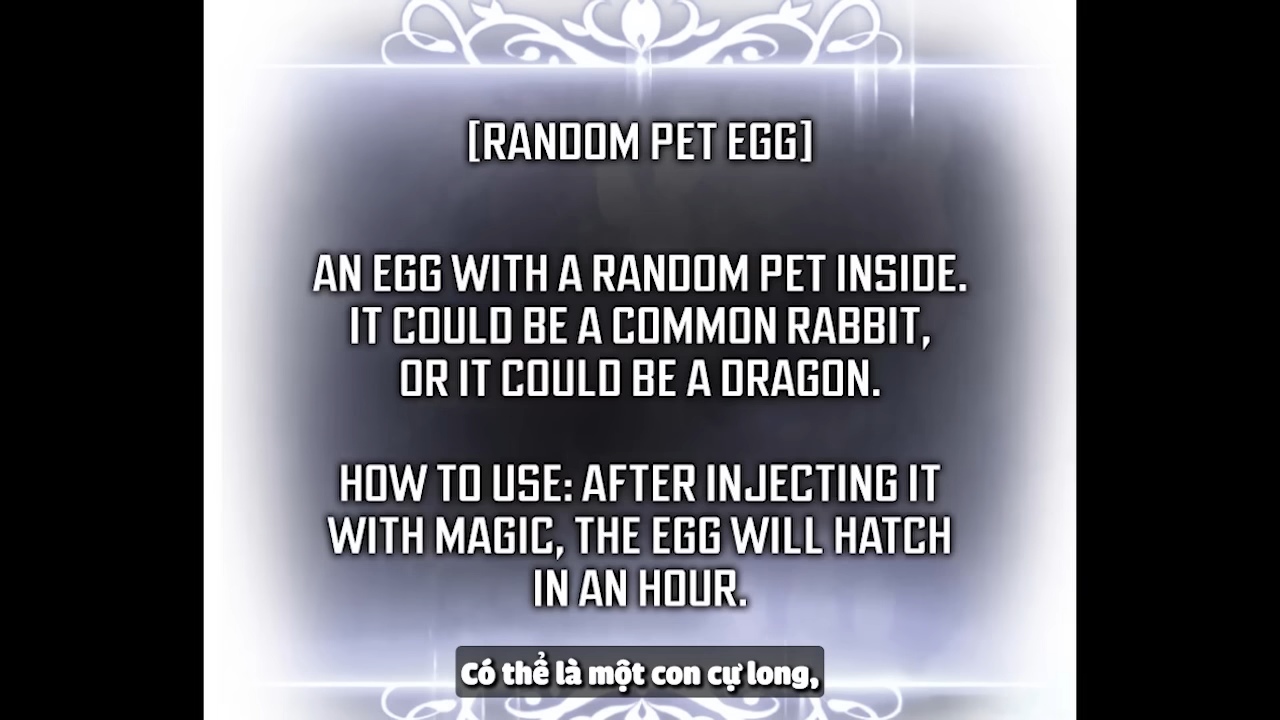 [RANDOM PET EGG]
AN EGG WITH A RANDOM PET INSIDE.
IT COULD BE A COMMON RABBIT,
OR IT COULD BE A DRAGON.
HOW TO USE: AFTER INJECTING IT
WITH MAGIC, THE EGG WILL HATCH
IN AN HOUR.
Có thể là một con cự long,